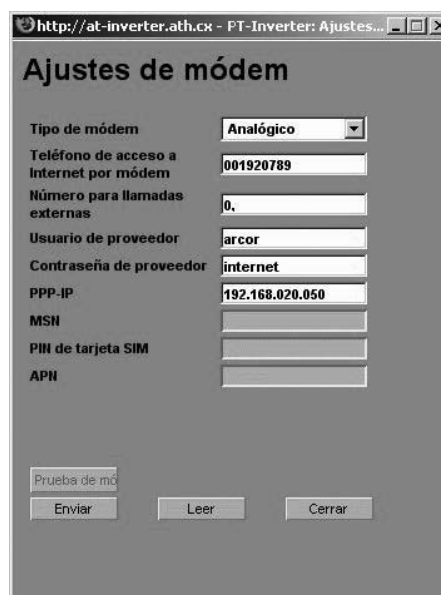 http://at-inverter.ath.cx - PT-Inverter: Ajustes...
Ajustes de módem
Tipo de módem Analógico
Teléfono de acceso a
Internet por módem 001920789
Número para llamadas
externas 0,
Usuario de proveedor arcor
Contraseña de proveedor internet
PPP-IP 192.168.020.050
MSN
PIN de tarjeta SIM
APN
Prueba de mó
Enviar Leer Cerrar